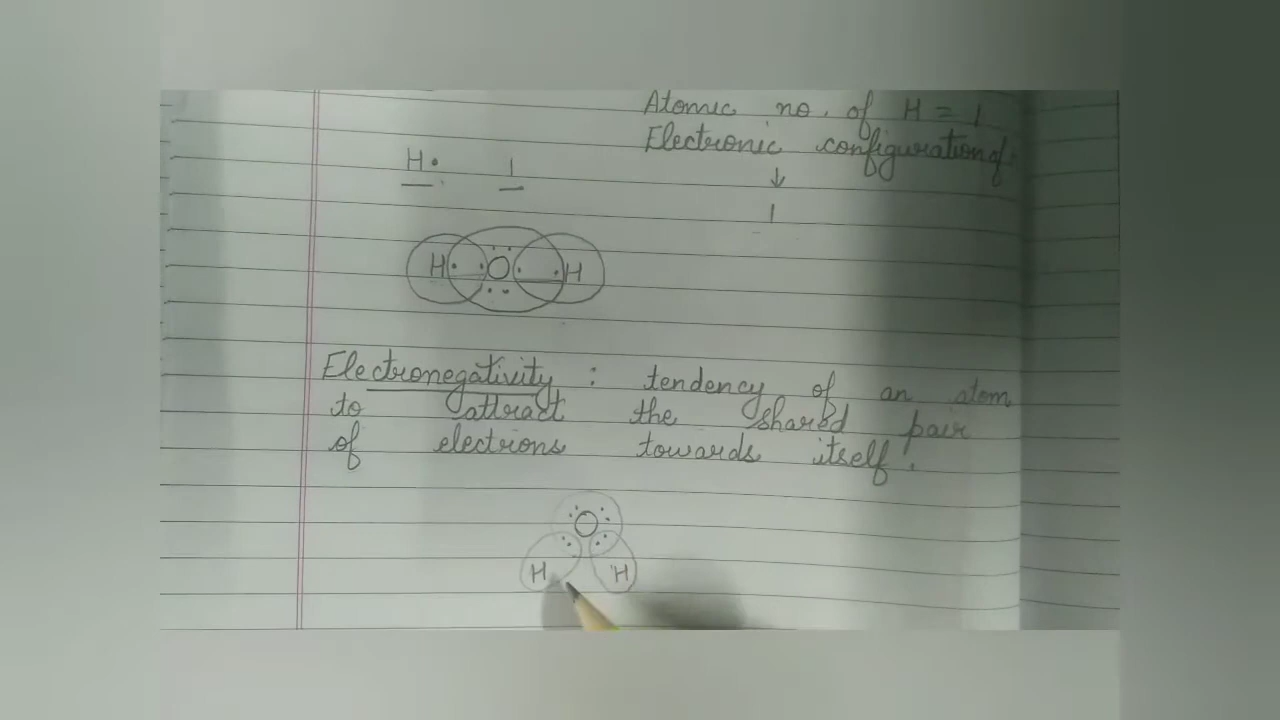 Atomic no. of H = 1
Electronic configuration of
H• 1
↓
1
H O H
Electronegativity : tendency of an atom
to attract the shared pair
of electrons towards itself.
O
H H